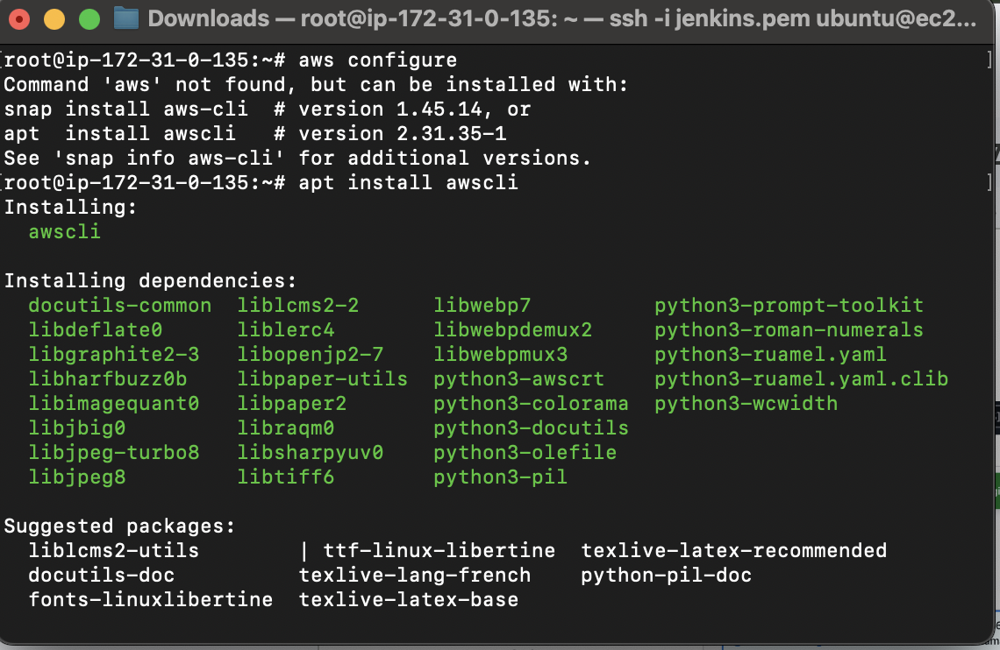 Downloads — root@ip-172-31-0-135: ~ — ssh -i jenkins.pem ubuntu@ec2...
[root@ip-172-31-0-135:~# aws configure ]
Command 'aws' not found, but can be installed with:
snap install aws-cli  # version 1.45.14, or
apt  install awscli   # version 2.31.35-1
See 'snap info aws-cli' for additional versions.
[root@ip-172-31-0-135:~# apt install awscli ]
Installing:
  awscli
Installing dependencies:
  docutils-common  liblcms2-2     libwebp7          python3-prompt-toolkit
  libdeflate0      liblerc4       libwebpdemux2     python3-roman-numerals
  libgraphite2-3   libopenjp2-7   libwebpmux3       python3-ruamel.yaml
  libharfbuzz0b    libpaper-utils  python3-awscrt    python3-ruamel.yaml.clib
  libimagequant0   libpaper2      python3-colorama  python3-wcwidth
  libjbig0         libraqm0       python3-docutils
  libjpeg-turbo8   libsharpyuv0   python3-olefile
  libjpeg8         libtiff6       python3-pil
Suggested packages:
  liblcms2-utils        | ttf-linux-libertine  texlive-latex-recommended
  docutils-doc          texlive-lang-french    python-pil-doc
  fonts-linuxlibertine  texlive-latex-base